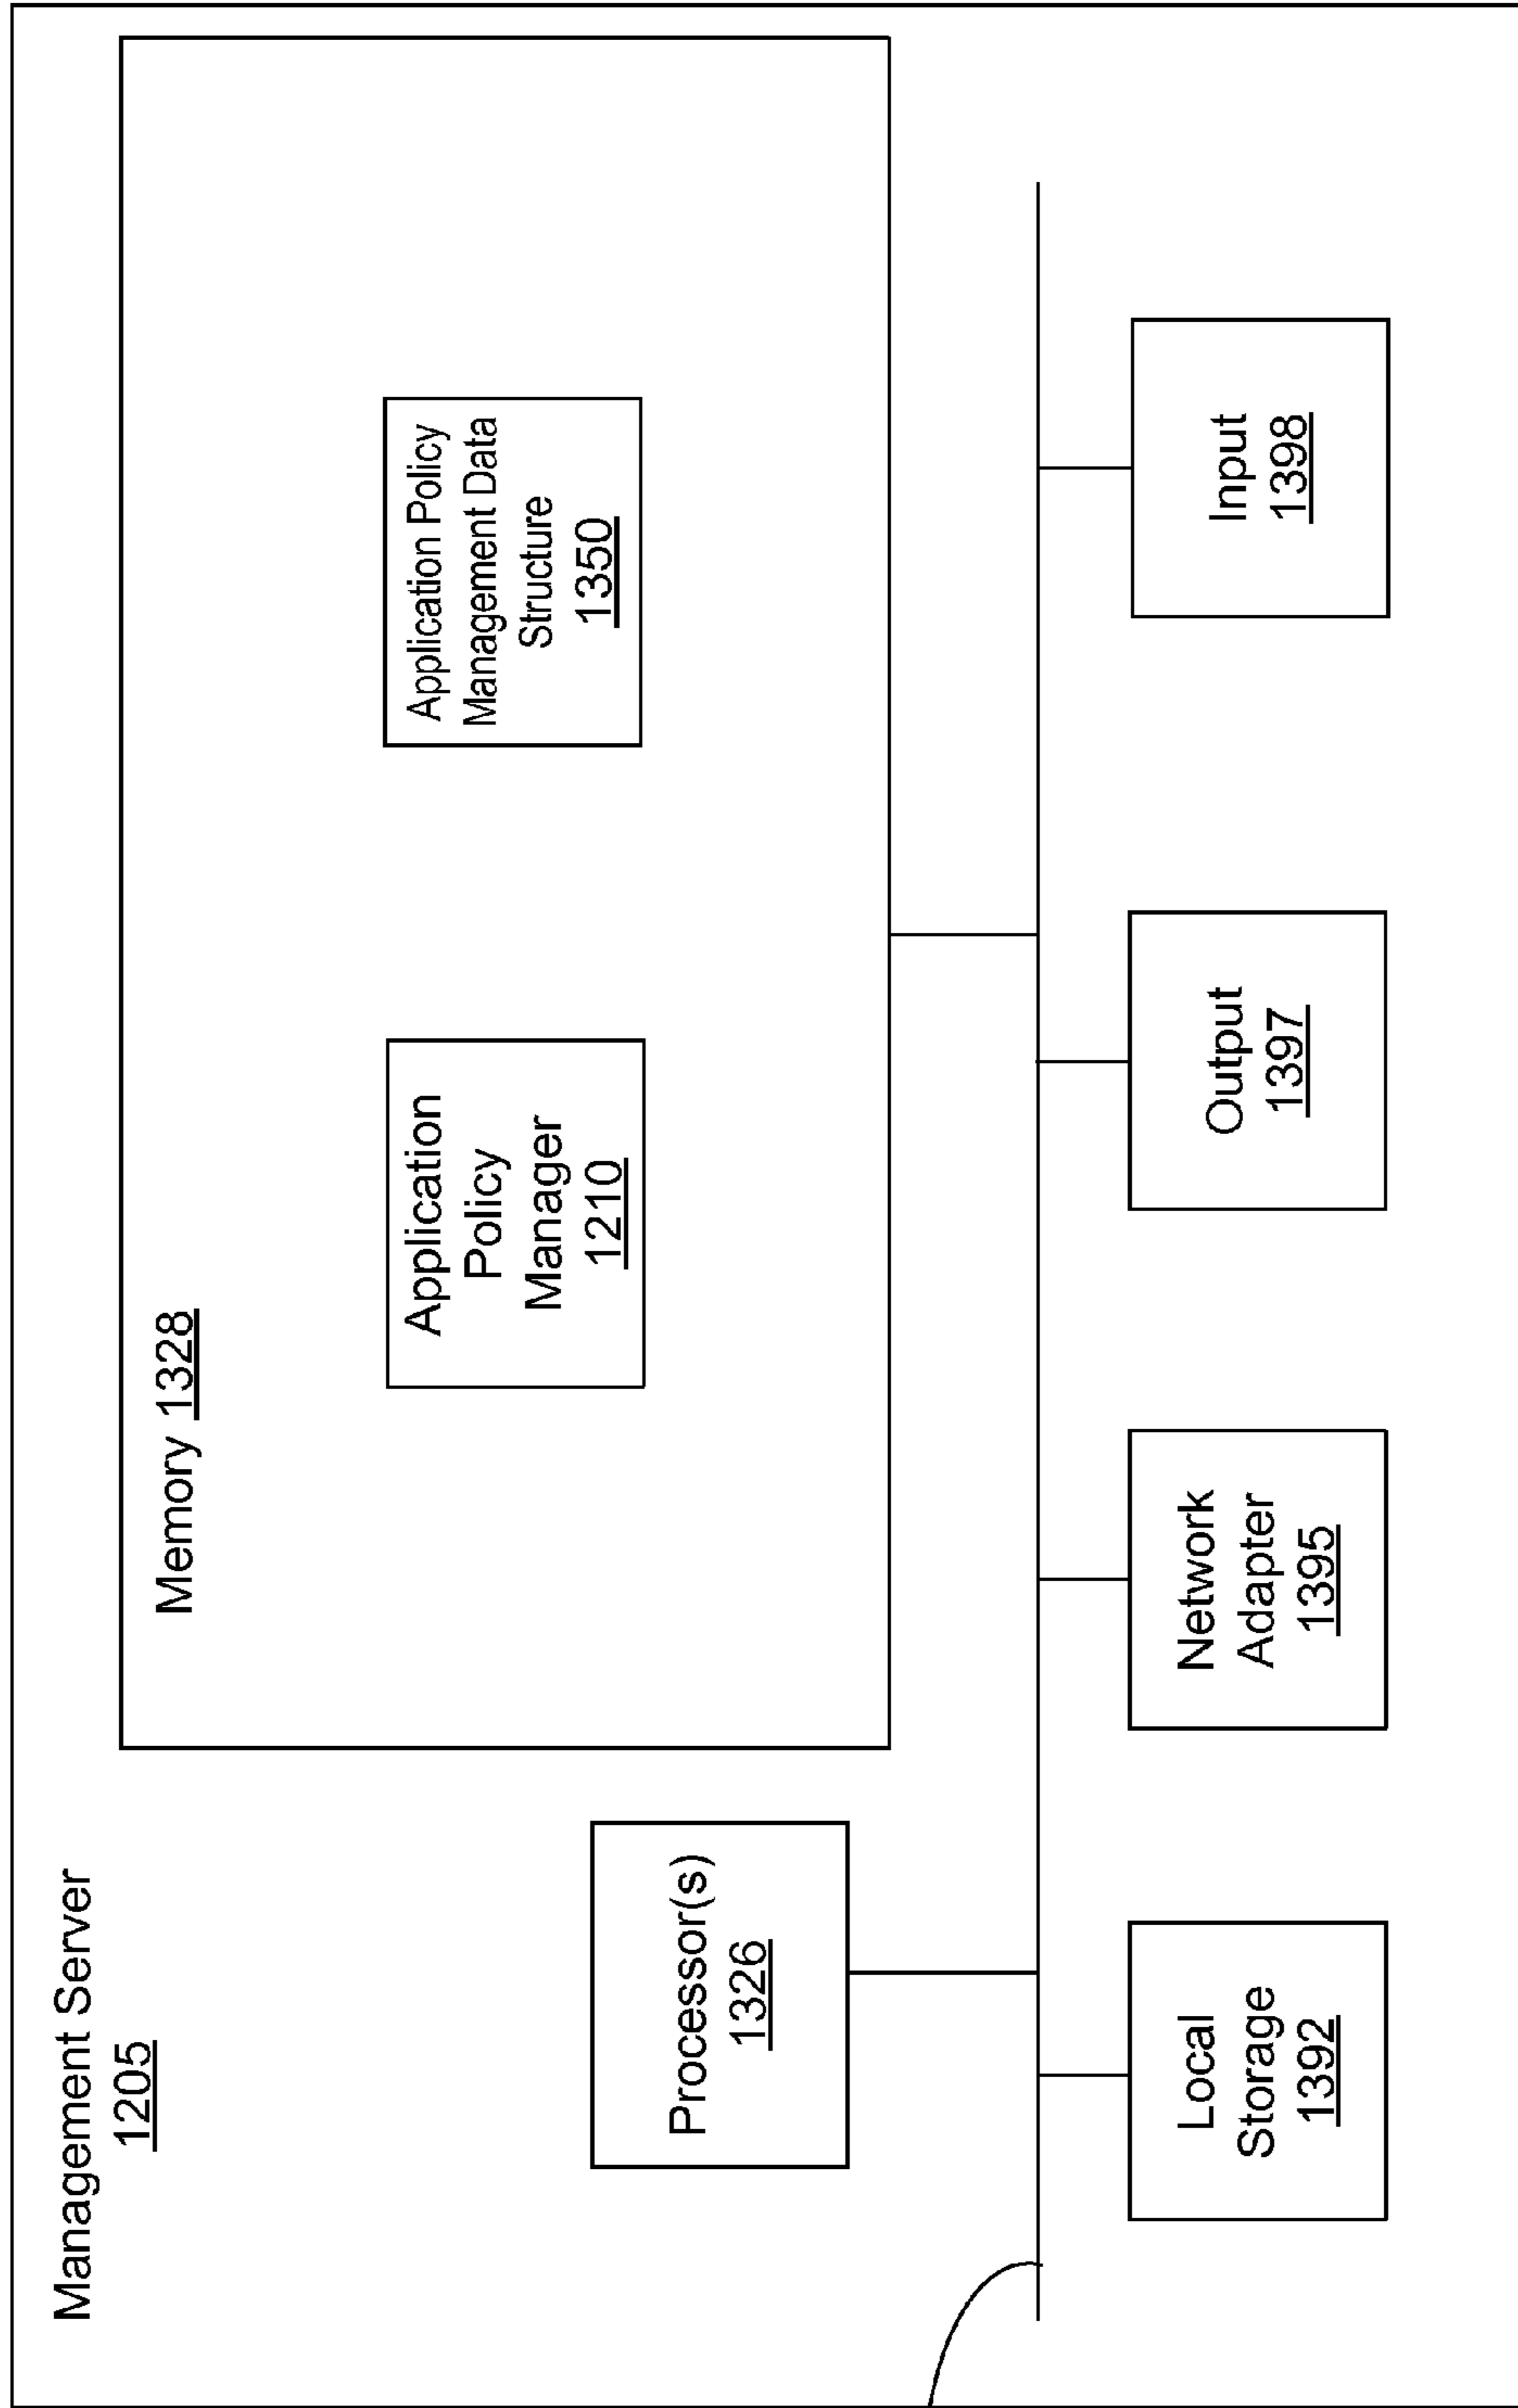 Management Server
1205
Memory 1328
Application
Policy
Manager
1210
Application Policy
Management Data
Structure
1350
Processor(s)
1326
Local
Storage
1392
Network
Adapter
1395
Output
1397
Input
1398